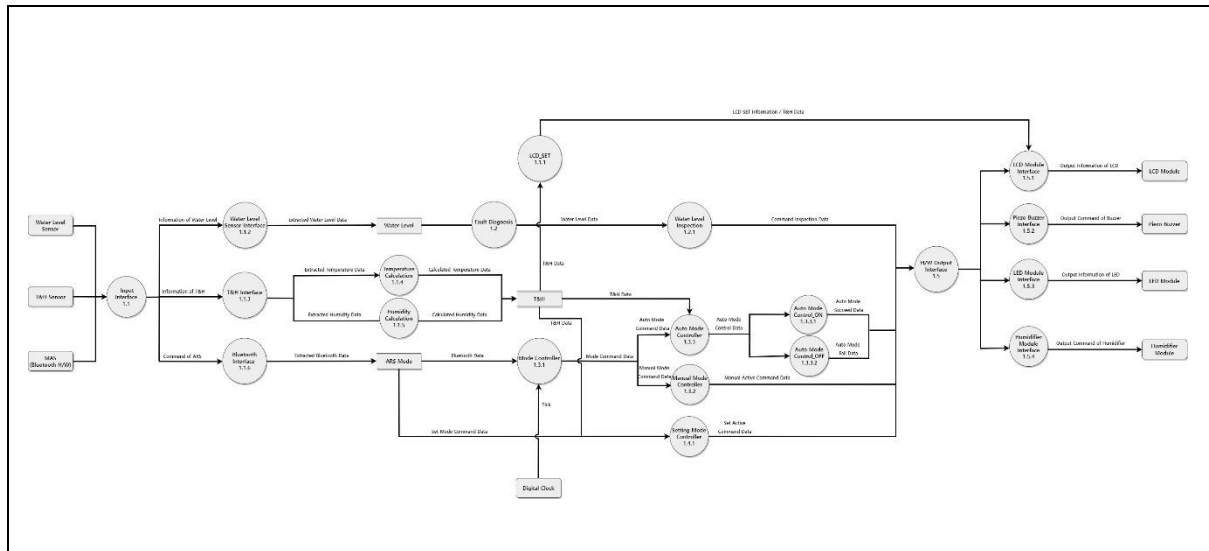 LCD SET Information / T&H Data
LCD_SET
1.1.1
LCD Module
Interface
1.5.1
Output Information of LCD
LCD Module
Water Level
Sensor
Information of Water Level
Water Level
Sensor Interface
1.1.2
Extracted Water Level Data
Water Level
Fault Diagnosis
1.2
Water Level Data
Water Level
Inspection
1.2.1
Command Inspection Data
Piezo Buzzer
Interface
1.5.2
Output Command of Buzzer
Piezo Buzzer
H/W Output
Interface
1.5
T&H Sensor
Input
Interface
1.1
Information of T&H
T&H Interface
1.1.3
Extracted Temperature Data
Temperature
Calculation
1.1.4
Calculated Temperature Data
T&H Data
Extracted Humidity Data
Humidity
Calculation
1.1.5
Calculated Humidity Data
T&H
T&H Data
T&H Data
LED Module
Interface
1.5.3
Output Information of LED
LED Module
Auto Mode
Command Data
Auto Mode
Controller
Auto Mode
Control Data
Auto Mode
Control_ON
1.3.3.1
Auto Mode
Succeed Data
Auto Mode
Control_OFF
1.3.3.2
Auto Mode
Fail Data
MAS
(Bluetooth H/W)
Command of ARS
Bluetooth
Interface
1.1.6
Extracted Bluetooth Data
ARS Mode
Bluetooth Data
Mode Controller
1.3.1
Mode Command Data
Manual Mode
Command Data
Manual Mode
Controller
1.3.2
Manual Active Command Data
Humidifier
Module
Interface
1.5.4
Output Command of Humidifier
Humidifier
Module
Tick
Set Mode Command Data
Setting Mode
Controller
1.4.1
Set Active
Command Data
Digital Clock